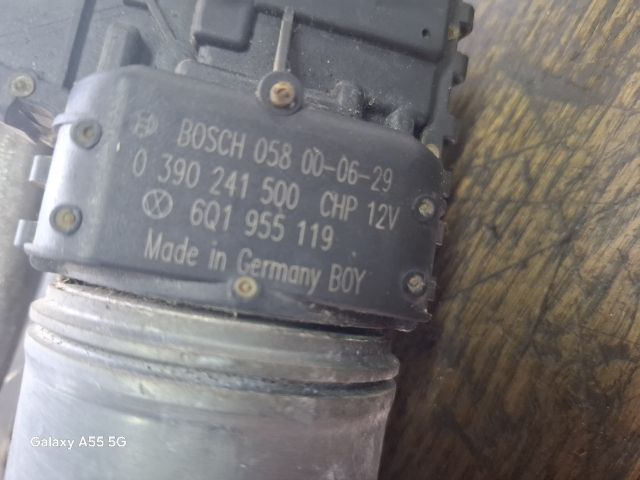 BOSCH 058 00-06-29
0 390 241 500 CHP 12V
6Q1 955 119
Made in Germany BOY
Galaxy A55 5G